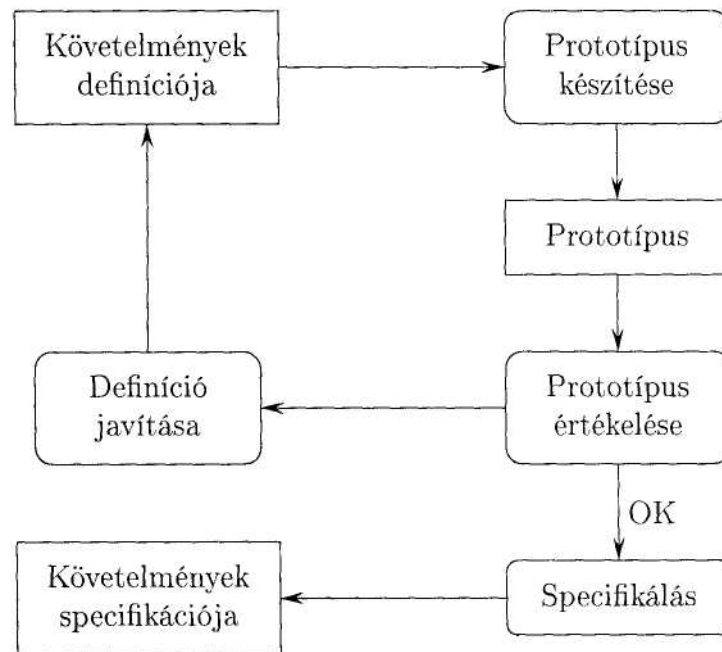 Követelmények
definíciója
Prototípus
készítése
Prototípus
Definíció
javítása
Prototípus
értékelése
OK
Követelmények
specifikációja
Specifikálás